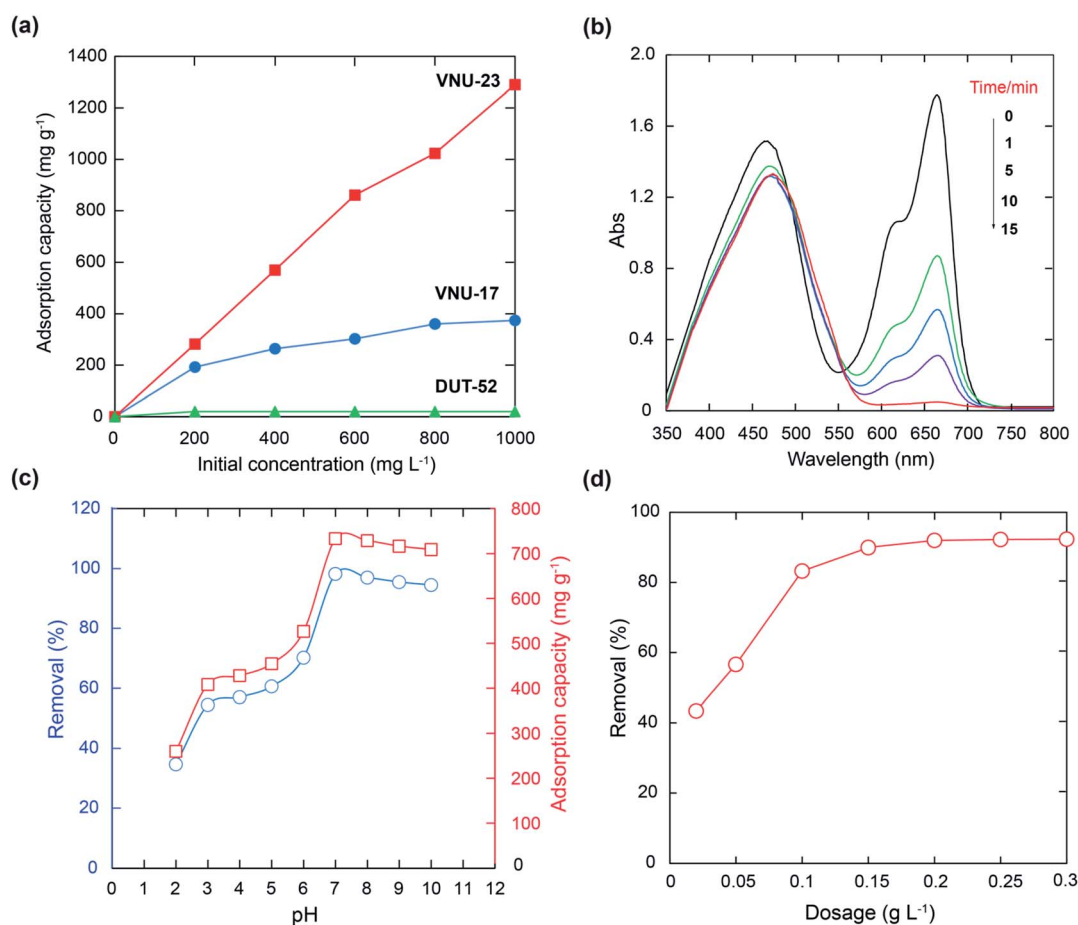 (a)
1400
1200
1000
800
600
400
200
0
Adsorption capacity (mg g⁻¹)
VNU-23
VNU-17
DUT-52
0 200 400 600 800 1000
Initial concentration (mg L⁻¹)
(b)
2.0
1.6
1.2
0.8
0.4
0
Abs
Time/min
0
1
5
10
15
350 400 450 500 550 600 650 700 800
Wavelength (nm)
(c)
120
100
80
60
40
20
0
Removal (%)
800
700
600
500
400
300
200
100
0
Adsorption capacity (mg g⁻¹)
0 1 2 3 4 5 6 7 8 9 10 11 12
pH
(d)
100
80
60
40
20
0
Removal (%)
0 0.05 0.1 0.15 0.2 0.25 0.3
Dosage (g L⁻¹)